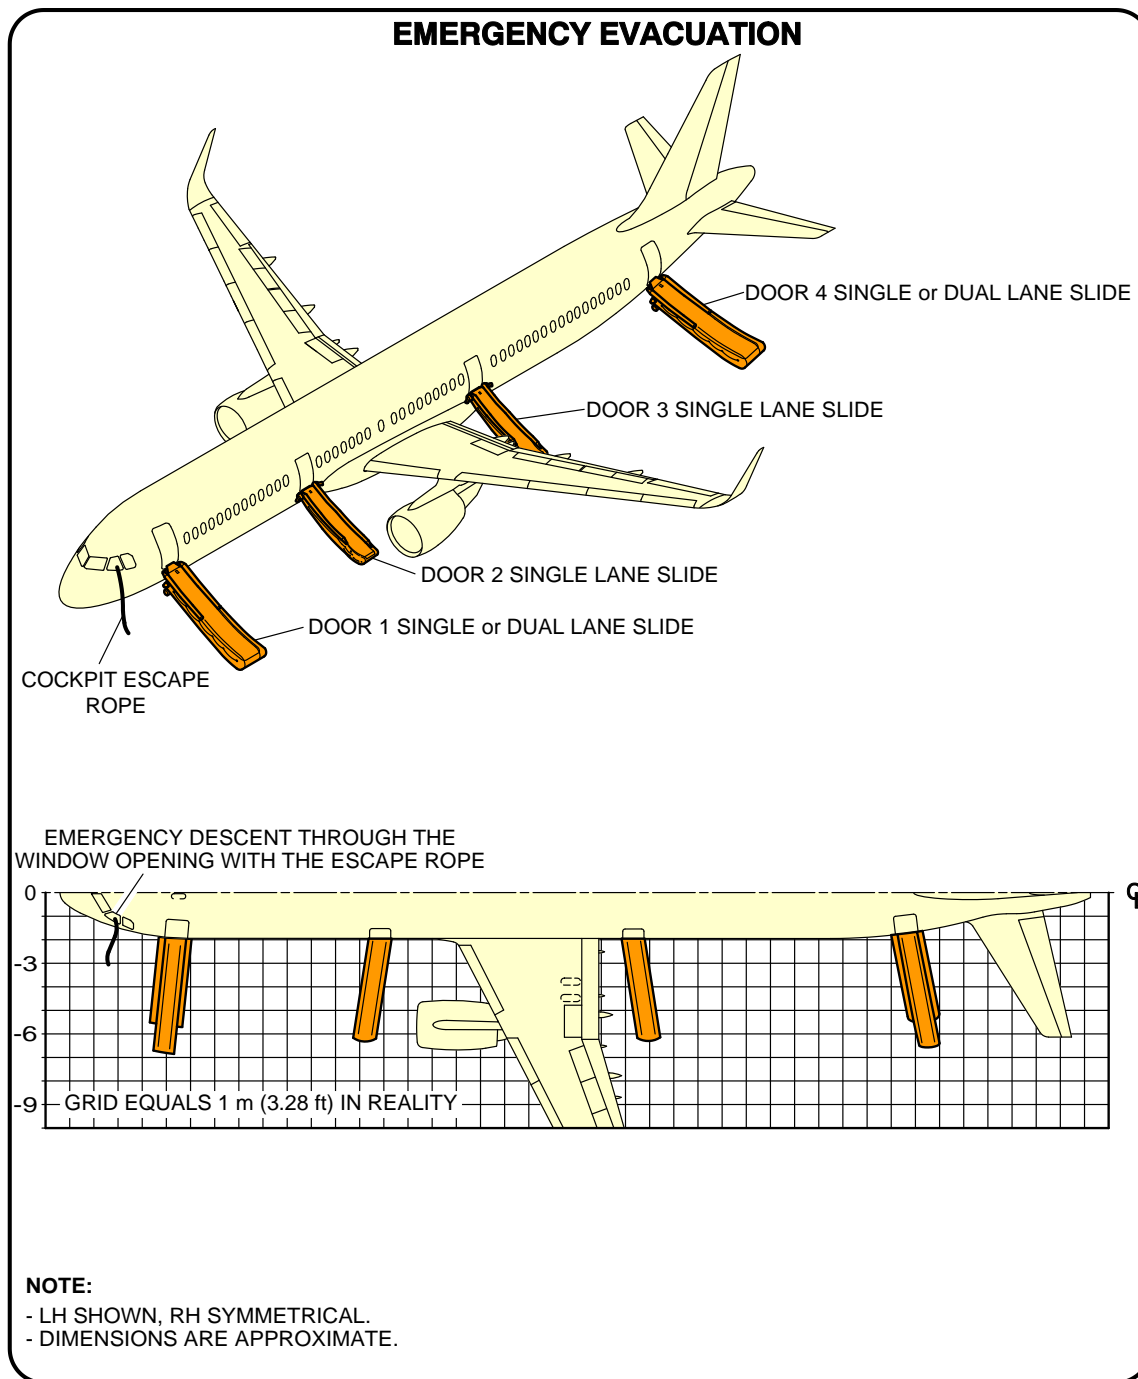 EMERGENCY EVACUATION
DOOR 4 SINGLE or DUAL LANE SLIDE
DOOR 3 SINGLE LANE SLIDE
DOOR 2 SINGLE LANE SLIDE
DOOR 1 SINGLE or DUAL LANE SLIDE
COCKPIT ESCAPE
ROPE
EMERGENCY DESCENT THROUGH THE
WINDOW OPENING WITH THE ESCAPE ROPE
0
-3
-6
-9
GRID EQUALS 1 m (3.28 ft) IN REALITY
NOTE:
- LH SHOWN, RH SYMMETRICAL.
- DIMENSIONS ARE APPROXIMATE.